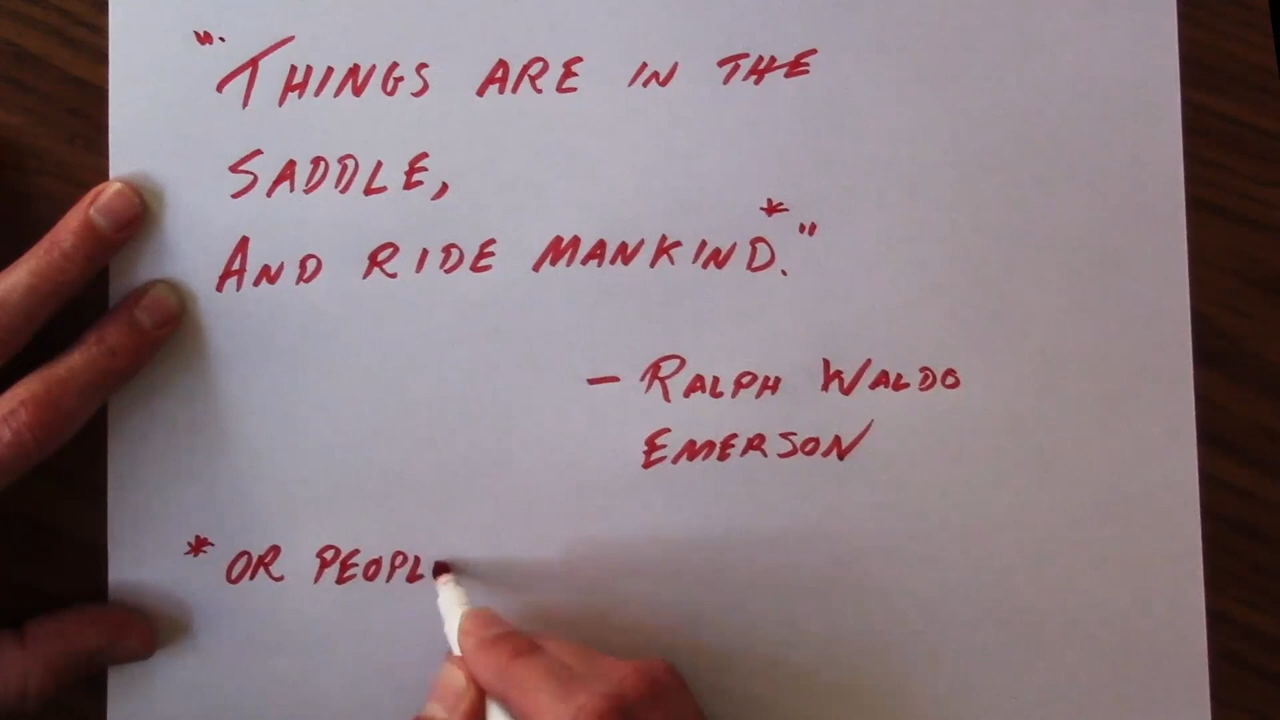 "THINGS ARE IN THE
SADDLE,
AND RIDE MANKIND.*"
- RALPH WALDO
EMERSON
* OR PEOPL